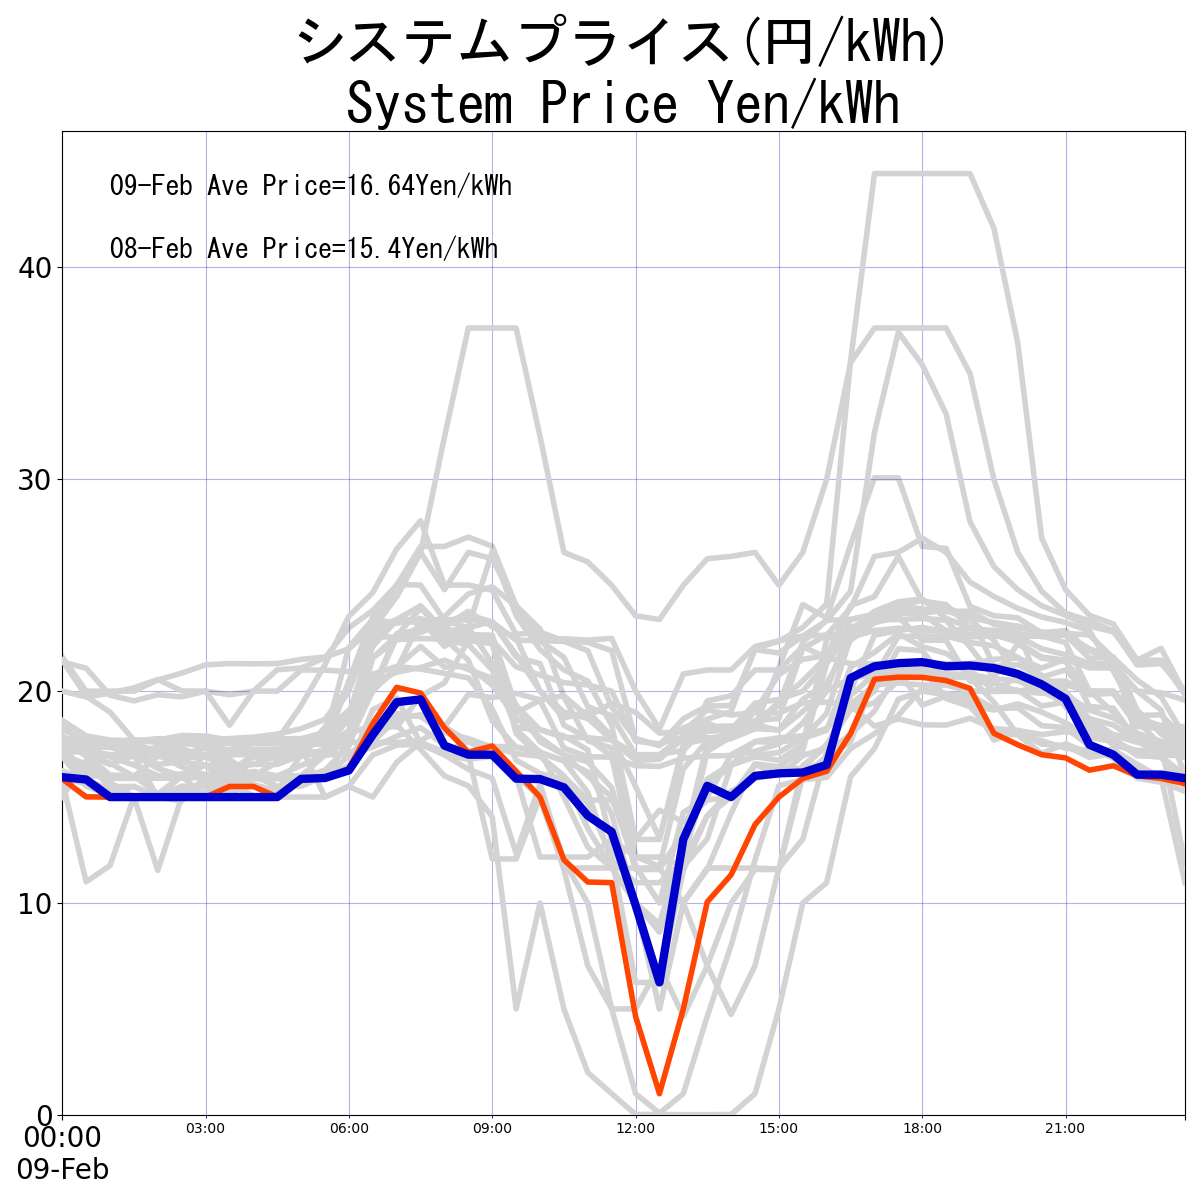 システムプライス(円/kWh)
System Price Yen/kWh
09-Feb Ave Price=16.64Yen/kWh
08-Feb Ave Price=15.4Yen/kWh
40
30
20
10
0
00:00 03:00 06:00 09:00 12:00 15:00 18:00 21:00
09-Feb